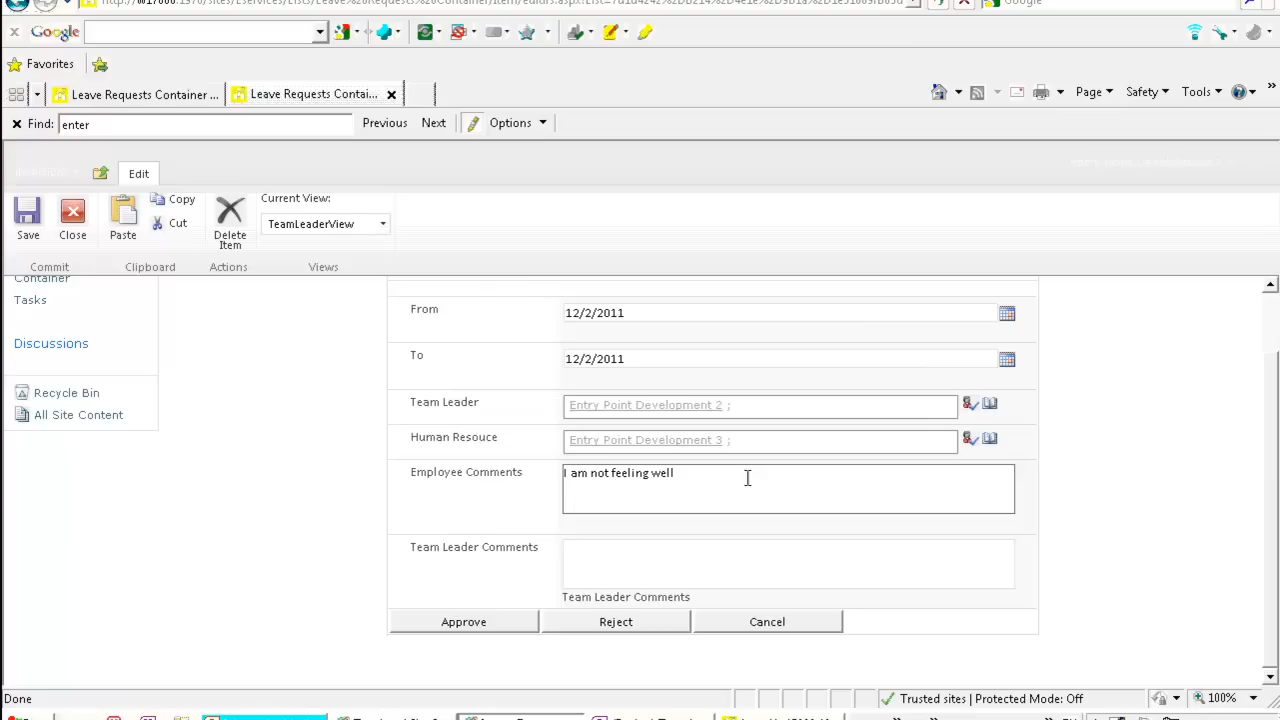 Google
Google
Favorites
Leave Requests Container ...
Leave Requests Contai...
Page
Safety
Tools
Find: enter
Previous
Next
Options
Edit
Save
Close
Paste
Copy
Cut
Delete
Item
Current View:
TeamLeaderView
Commit
Clipboard
Actions
Views
Container
Tasks
Discussions
Recycle Bin
All Site Content
From
12/2/2011
To
12/2/2011
Team Leader
Entry Point Development 2 ;
Human Resouce
Entry Point Development 3 ;
Employee Comments
I am not feeling well
Team Leader Comments
Team Leader Comments
Approve
Reject
Cancel
Done
Trusted sites | Protected Mode: Off
100%